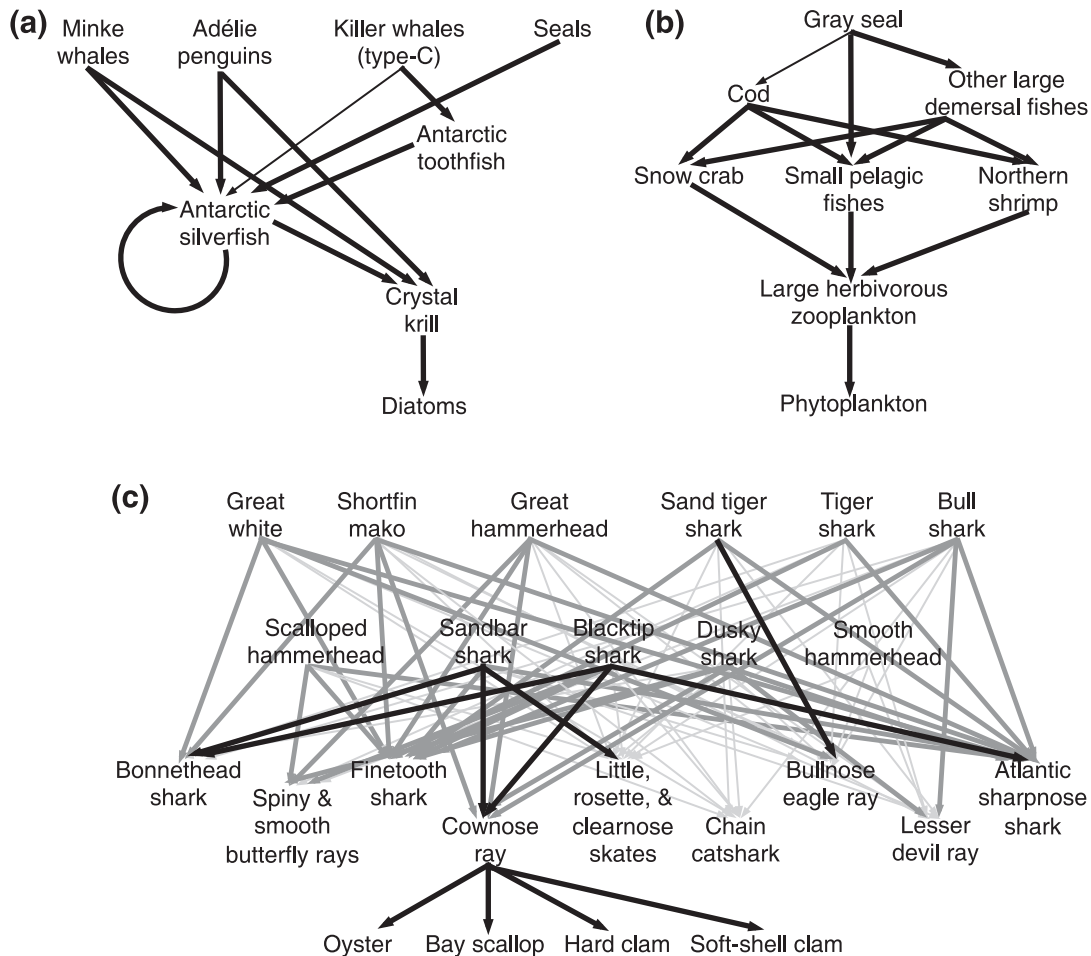 (a)
Minke
whales
Adélie
penguins
Killer whales
(type-C)
Seals
Antarctic
toothfish
Antarctic
silverfish
Crystal
krill
Diatoms
(b)
Gray seal
Cod
Other large
demersal fishes
Snow crab
Small pelagic
fishes
Northern
shrimp
Large herbivorous
zooplankton
Phytoplankton
(c)
Great
white
Shortfin
mako
Great
hammerhead
Sand tiger
shark
Tiger
shark
Bull
shark
Scalloped
hammerhead
Sandbar
shark
Blacktip
shark
Dusky
shark
Smooth
hammerhead
Bonnethead
shark
Spiny &
smooth
butterfly rays
Finetooth
shark
Cownose
ray
Little,
rosette, &
clearnose
skates
Chain
catshark
Bullnose
eagle ray
Lesser
devil ray
Atlantic
sharpnose
shark
Oyster
Bay scallop
Hard clam
Soft-shell clam